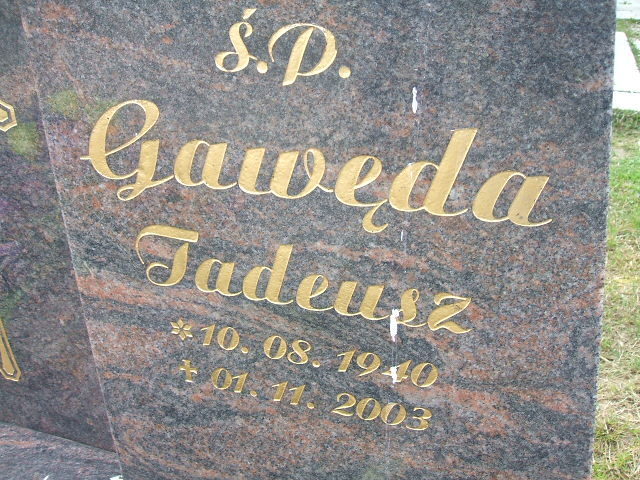 Ś.P.
Gawęda
Tadeusz
* 10. 08. 1940
✝ 01. 11. 2003